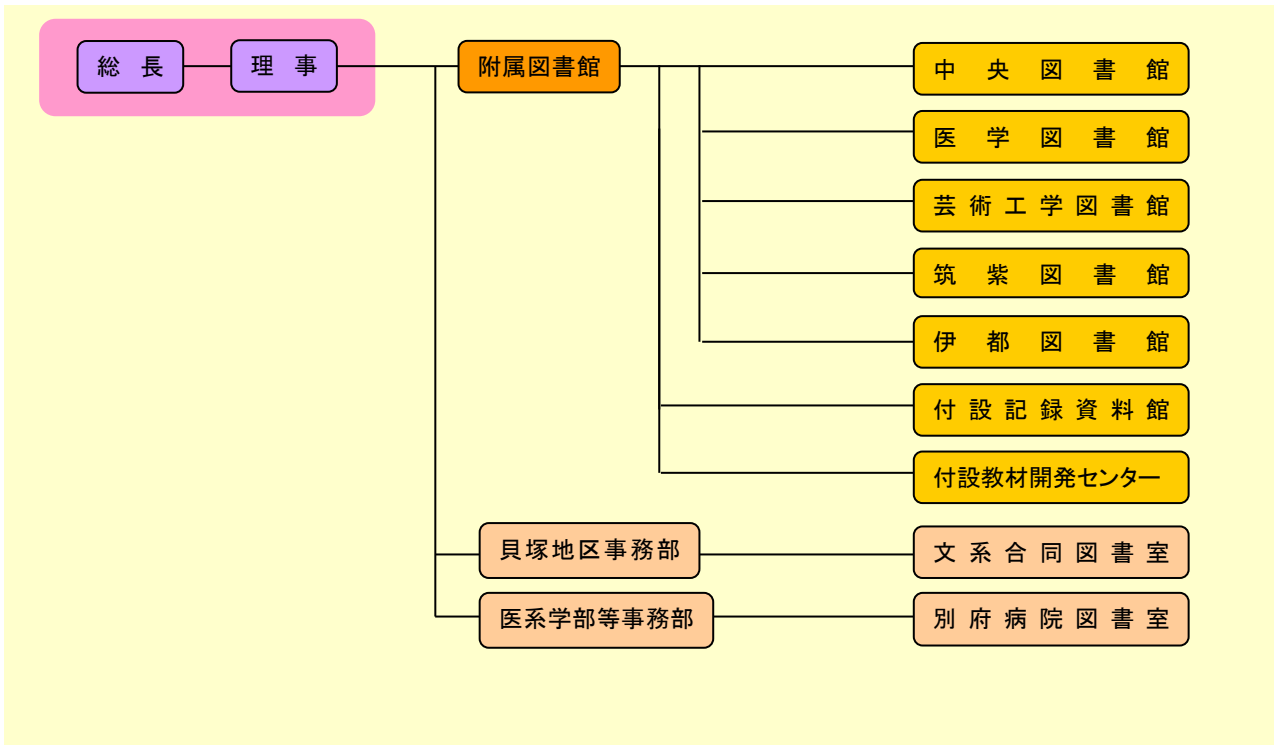 総長
理事
附属図書館
中央図書館
医学図書館
芸術工学図書館
筑紫図書館
伊都図書館
付設記録資料館
付設教材開発センター
貝塚地区事務部
文系合同図書室
医系学部等事務部
別府病院図書室